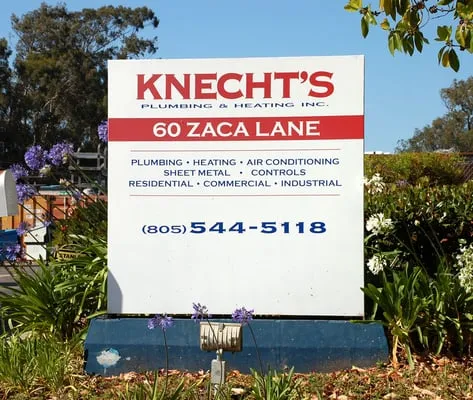 KNECHT'S
PLUMBING & HEATING INC.
60 ZACA LANE
PLUMBING • HEATING • AIR CONDITIONING
SHEET METAL • CONTROLS
RESIDENTIAL • COMMERCIAL • INDUSTRIAL
(805) 544-5118